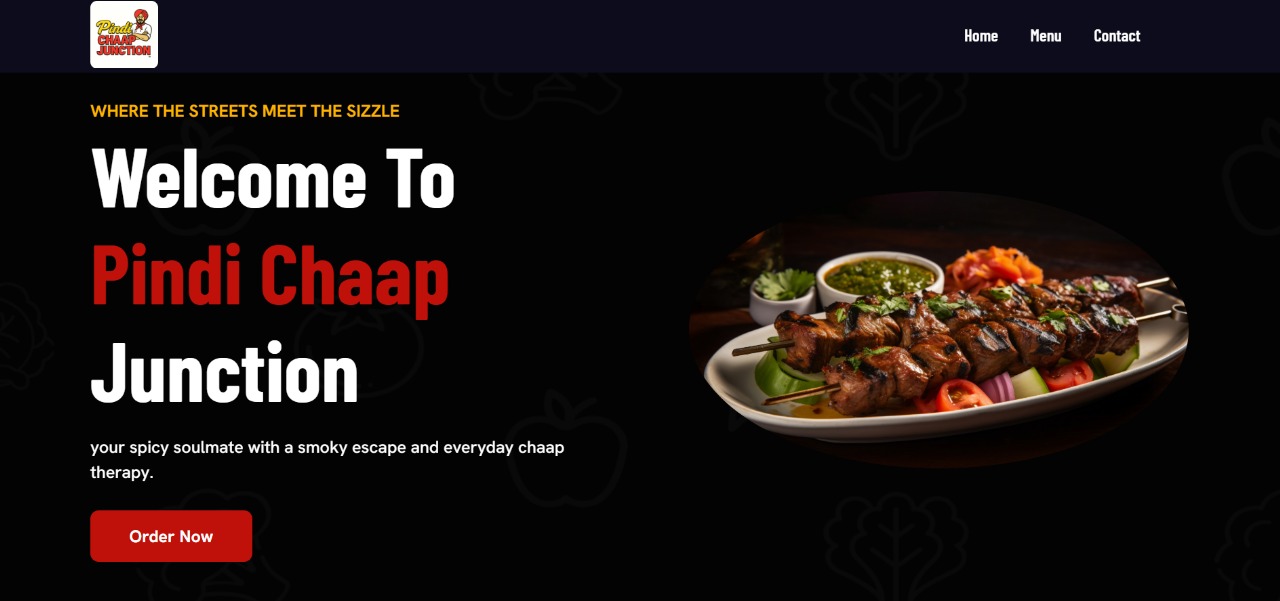 Pindi
CHAAP
JUNCTION
Home
Menu
Contact
WHERE THE STREETS MEET THE SIZZLE
Welcome To
Pindi Chaap
Junction
your spicy soulmate with a smoky escape and everyday chaap
therapy.
Order Now